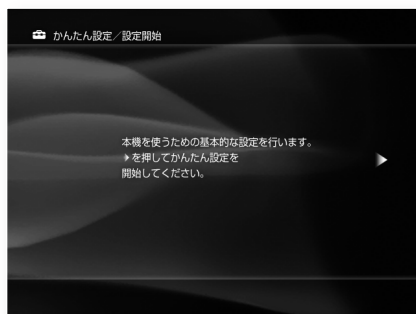 かんたん設定／設定開始
本機を使うための基本的な設定を行います。
▶を押してかんたん設定を
開始してください。